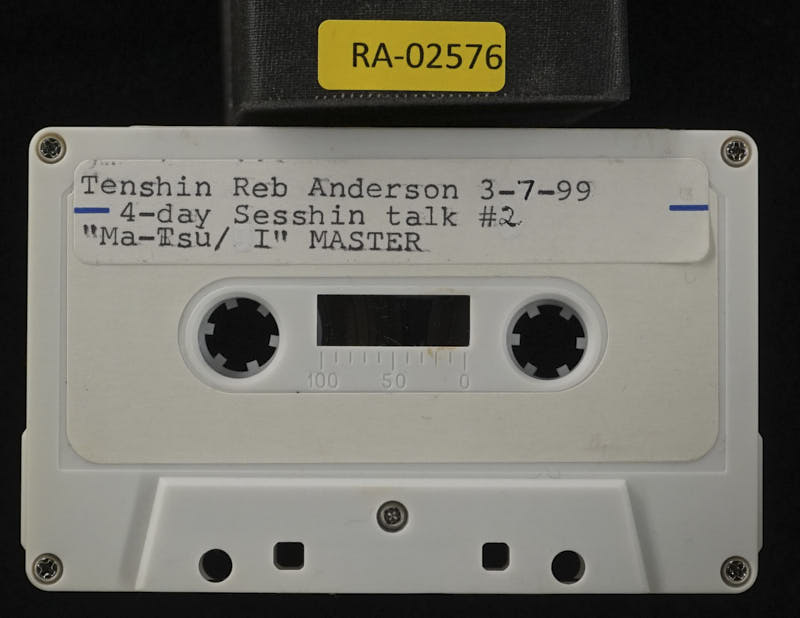 RA-02576
Tenshin Reb Anderson 3-7-99
4-day Sesshin talk #2
"Ma-Tsu/ I" MASTER
100 50 0